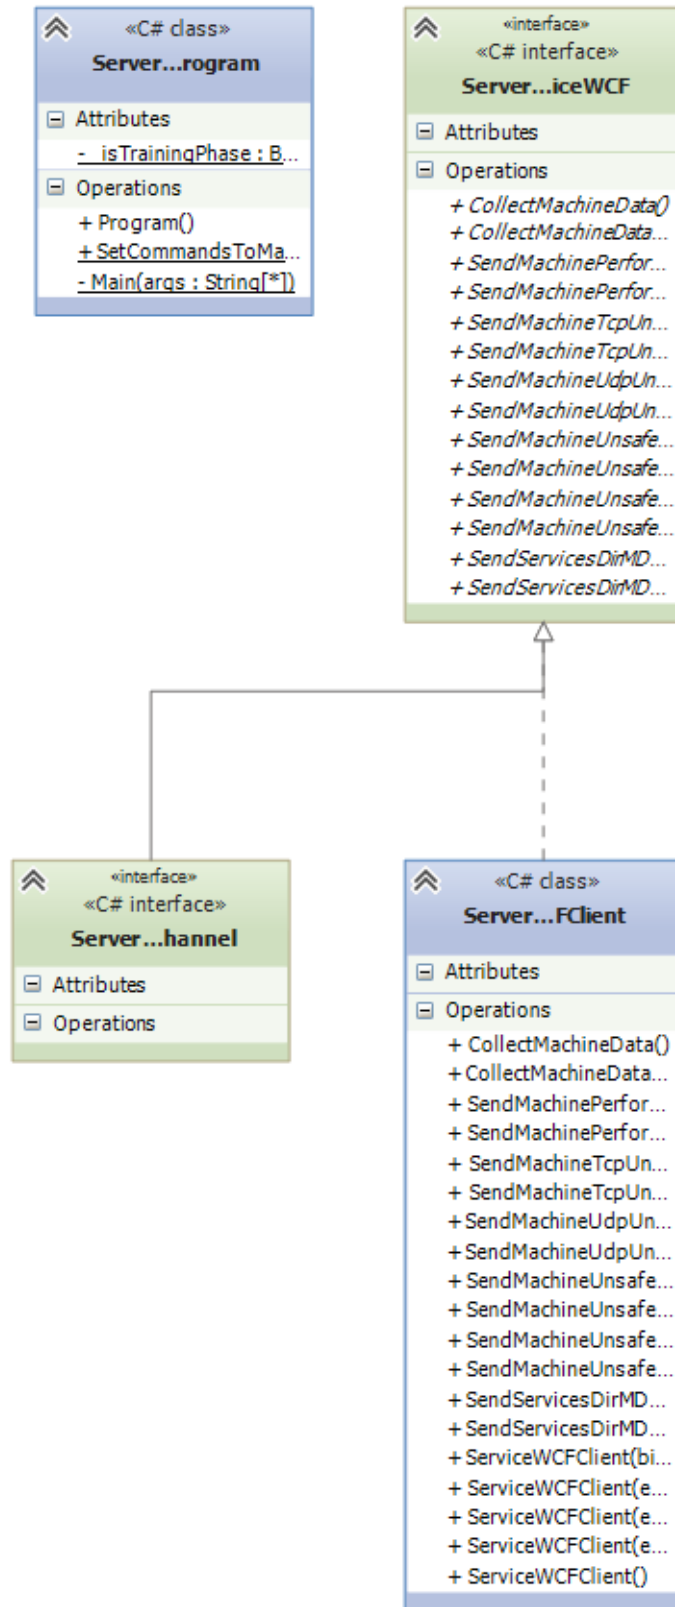 «C# class»
Server...rogram
Attributes
- isTrainingPhase : B...
Operations
+ Program()
+ SetCommandsToMa...
- Main(args : String[*])
«interface»
«C# interface»
Server...iceWCF
Attributes
Operations
+ CollectMachineData()
+ CollectMachineData...
+ SendMachinePerfor...
+ SendMachinePerfor...
+ SendMachineTcpUn...
+ SendMachineTcpUn...
+ SendMachineUdpUn...
+ SendMachineUdpUn...
+ SendMachineUnsafe...
+ SendMachineUnsafe...
+ SendMachineUnsafe...
+ SendMachineUnsafe...
+ SendServicesDirMD...
+ SendServicesDirMD...
«interface»
«C# interface»
Server...hannel
Attributes
Operations
«C# class»
Server...FClient
Attributes
Operations
+ CollectMachineData()
+ CollectMachineData...
+ SendMachinePerfor...
+ SendMachinePerfor...
+ SendMachineTcpUn...
+ SendMachineTcpUn...
+ SendMachineUdpUn...
+ SendMachineUdpUn...
+ SendMachineUnsafe...
+ SendMachineUnsafe...
+ SendMachineUnsafe...
+ SendMachineUnsafe...
+ SendServicesDirMD...
+ SendServicesDirMD...
+ ServiceWCFClient(bi...
+ ServiceWCFClient(e...
+ ServiceWCFClient(e...
+ ServiceWCFClient(e...
+ ServiceWCFClient()